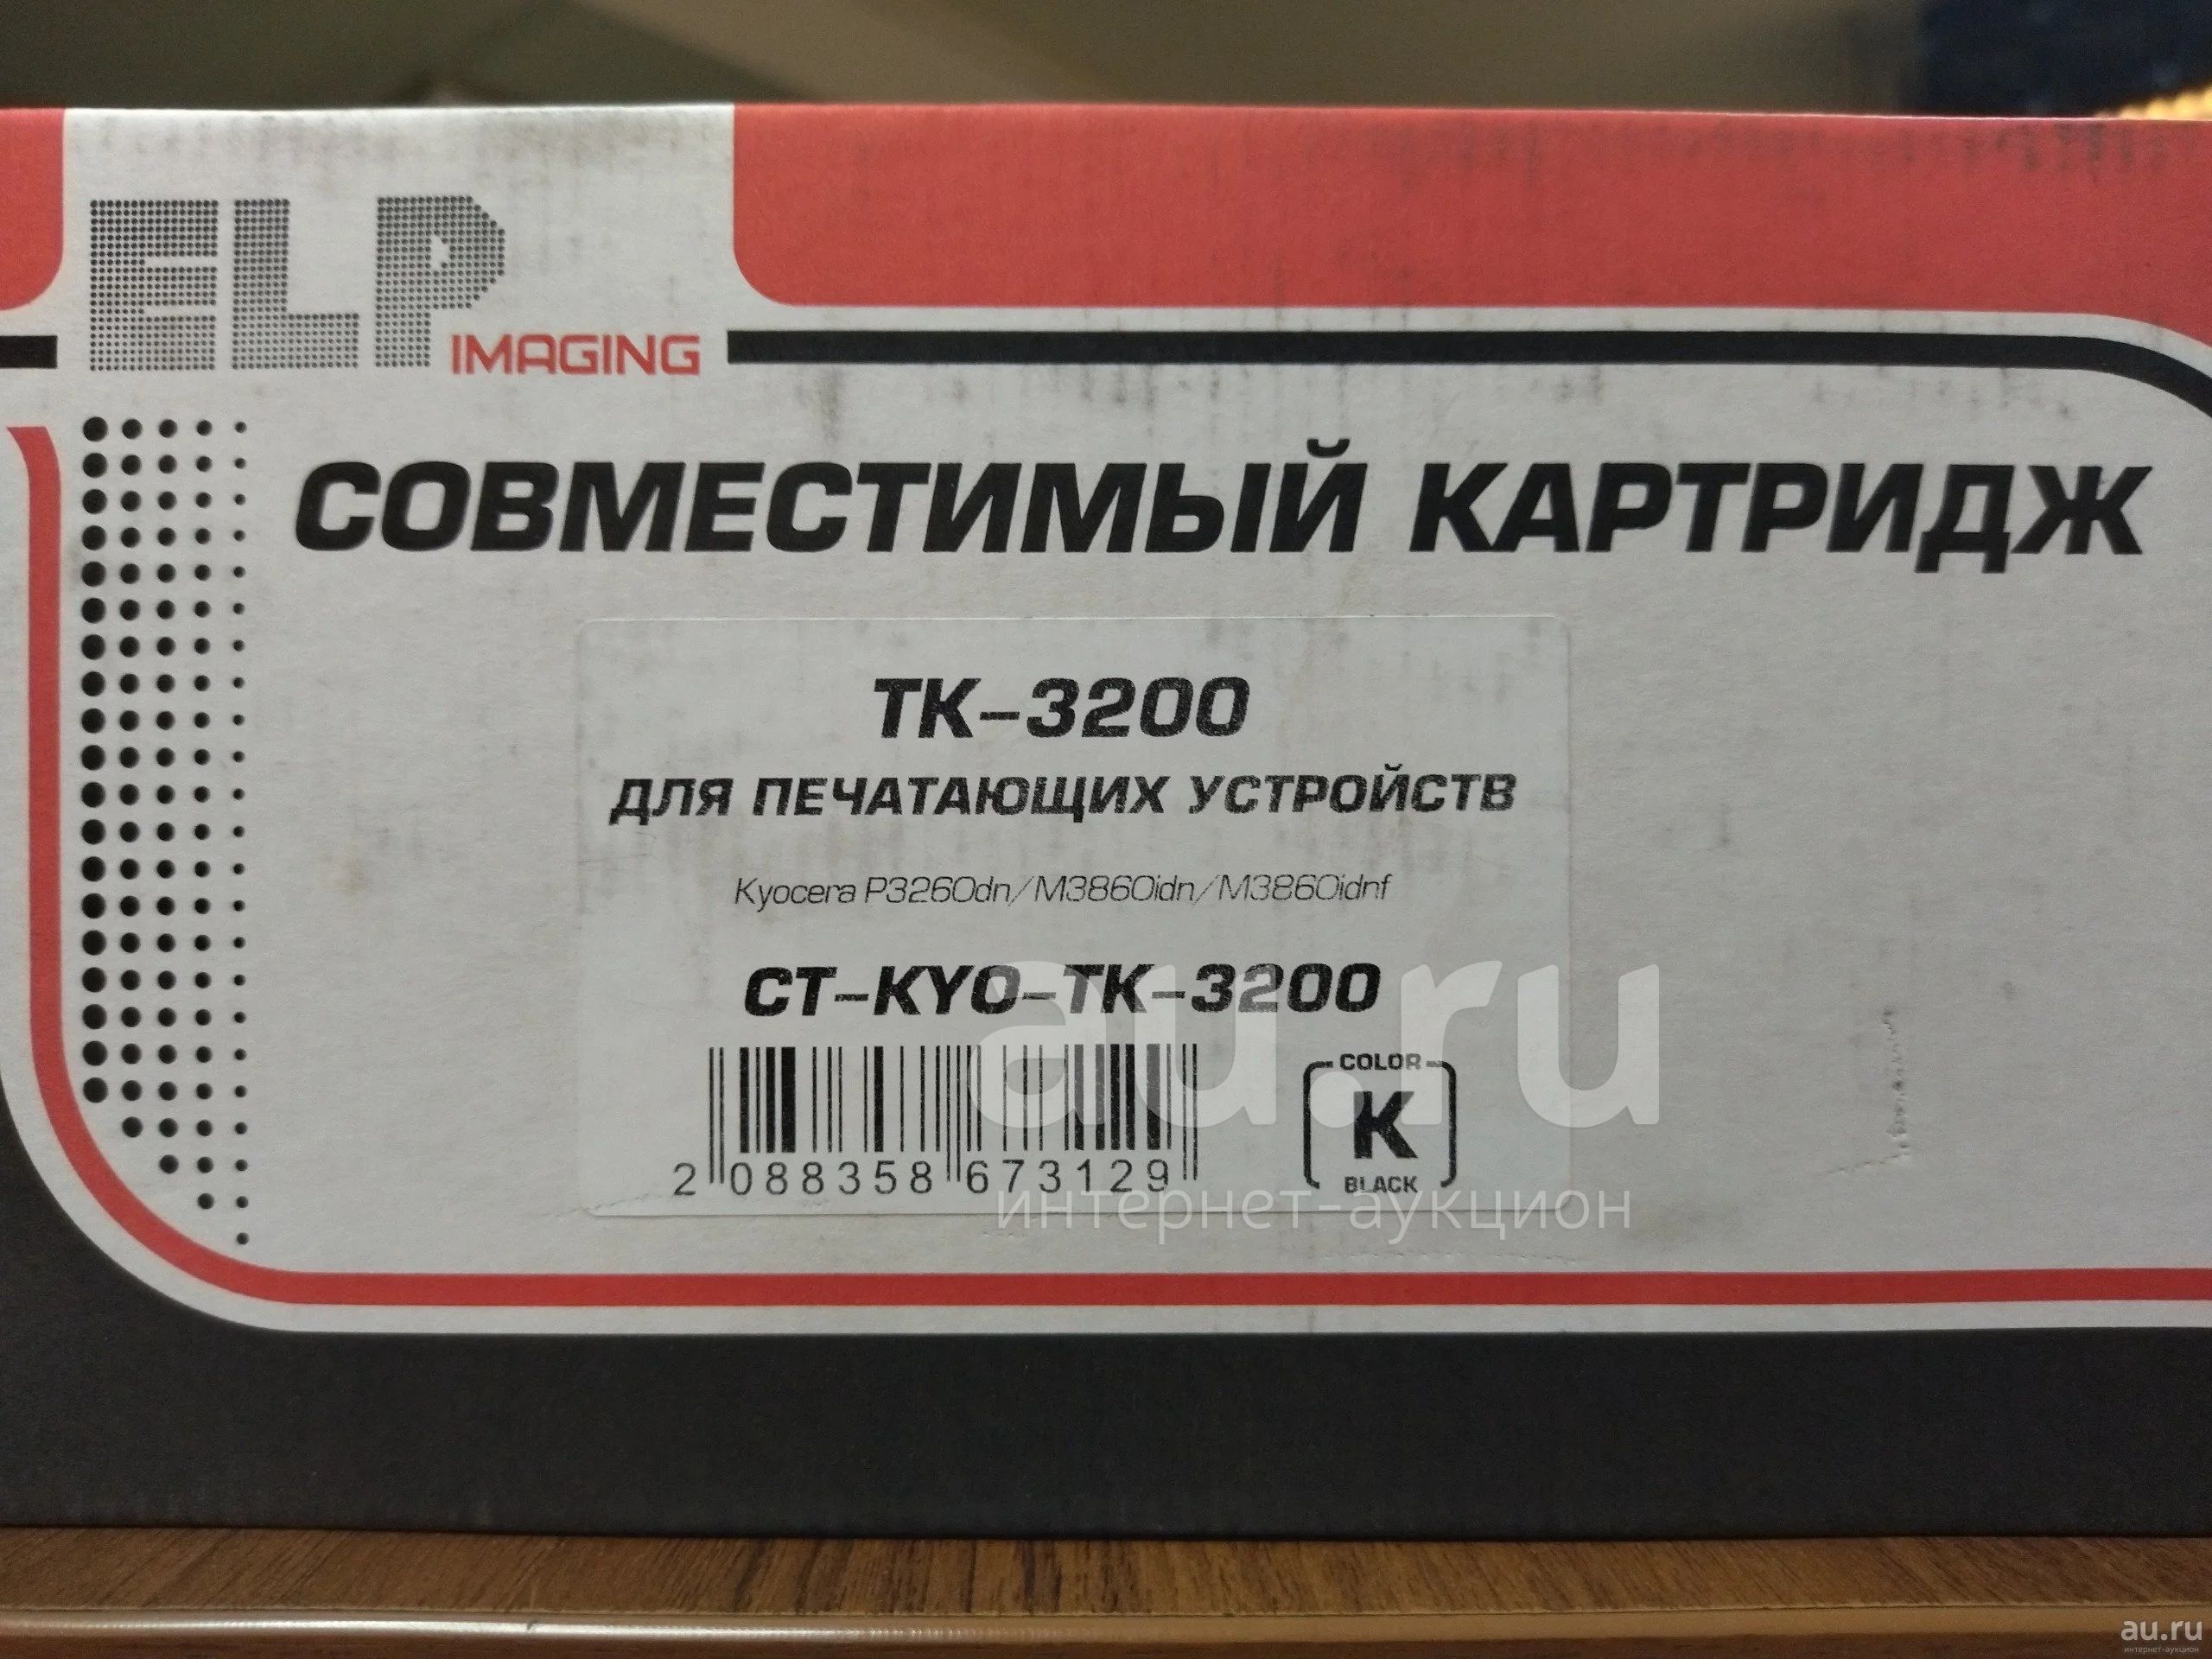 ELP
IMAGING
СОВМЕСТИМЫЙ КАРТРИДЖ
TK-3200
ДЛЯ ПЕЧАТАЮЩИХ УСТРОЙСТВ
Kyocera P3260dn/M3860idn/M3860idnf
CT-KYO-TK-3200
au.ru
COLOR
K
BLACK
2 088358 673129
интернет-аукцион
au.ru
интернет-аукцион